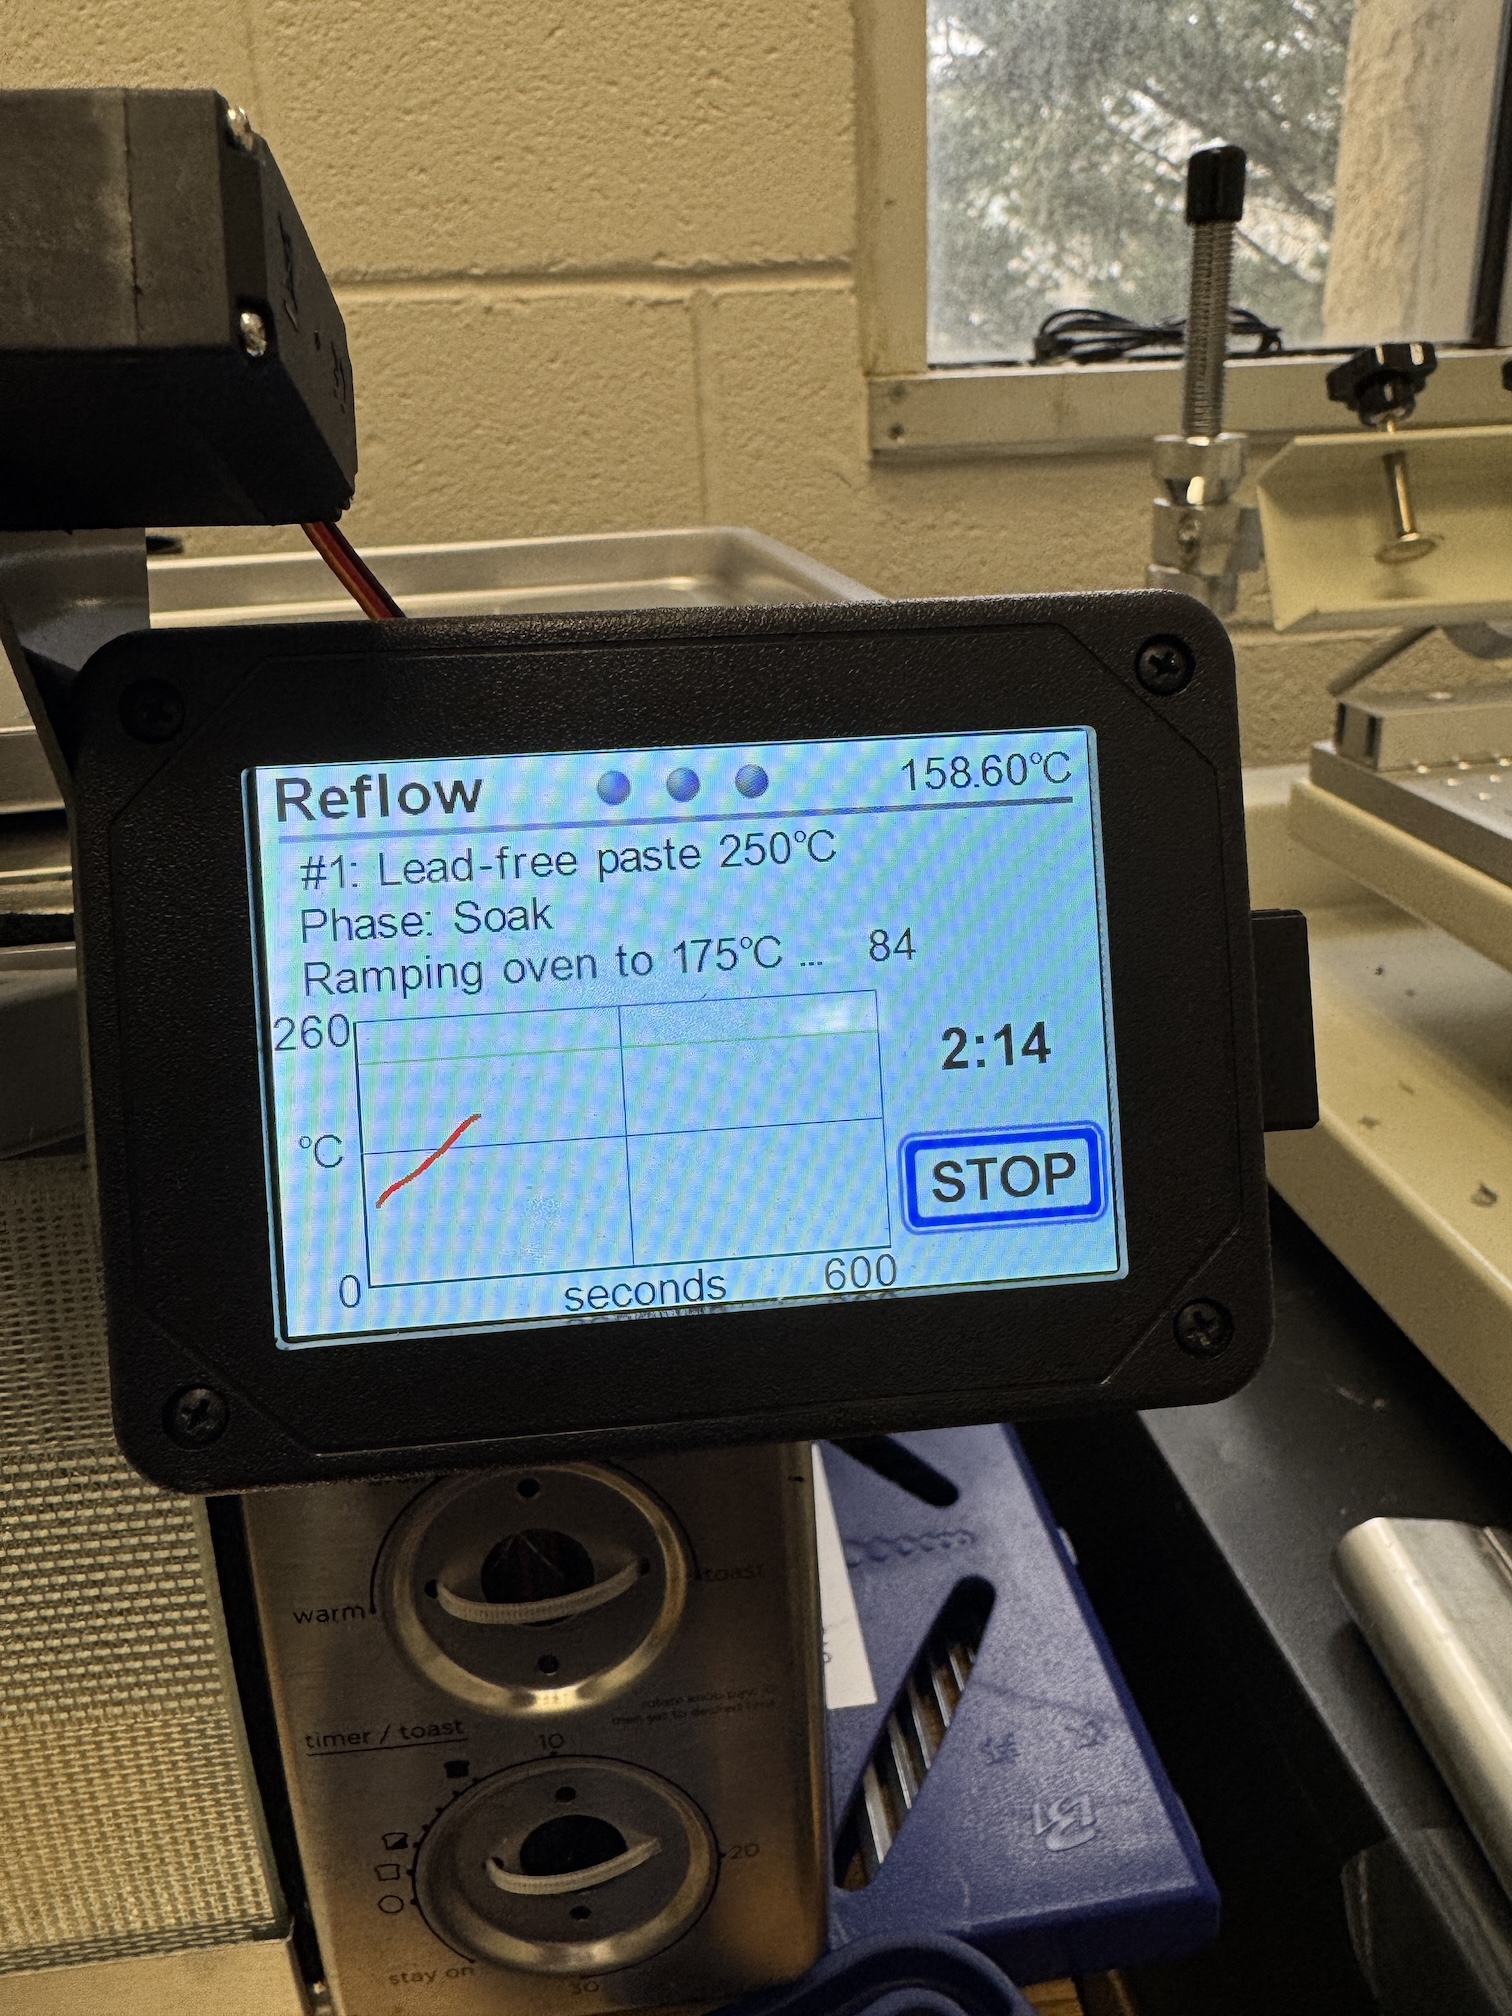 Reflow 158.60°C
#1: Lead-free paste 250°C
Phase: Soak
Ramping oven to 175°C ... 84
260
°C
2:14
STOP
0 seconds 600
toast
warm
timer / toast
10
20
stay on
30